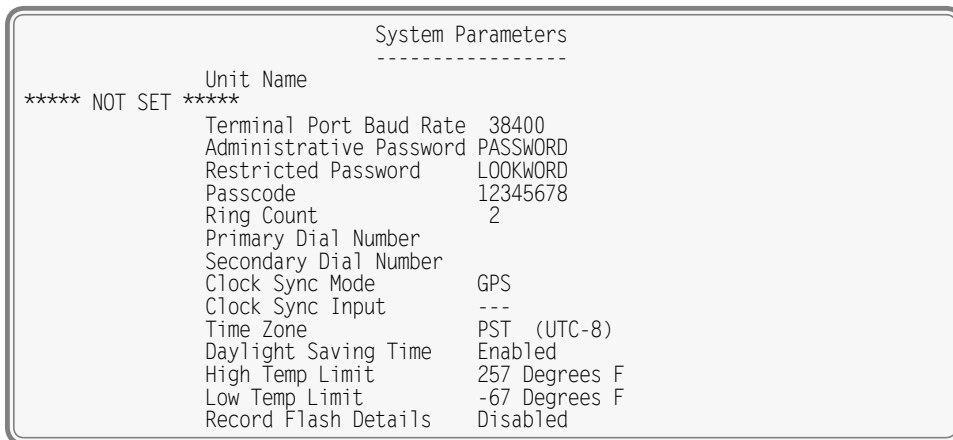 System Parameters
-----------------
Unit Name
***** NOT SET *****
Terminal Port Baud Rate 38400
Administrative Password PASSWORD
Restricted Password LOOKWORD
Passcode 12345678
Ring Count 2
Primary Dial Number
Secondary Dial Number
Clock Sync Mode GPS
Clock Sync Input ---
Time Zone PST (UTC-8)
Daylight Saving Time Enabled
High Temp Limit 257 Degrees F
Low Temp Limit -67 Degrees F
Record Flash Details Disabled